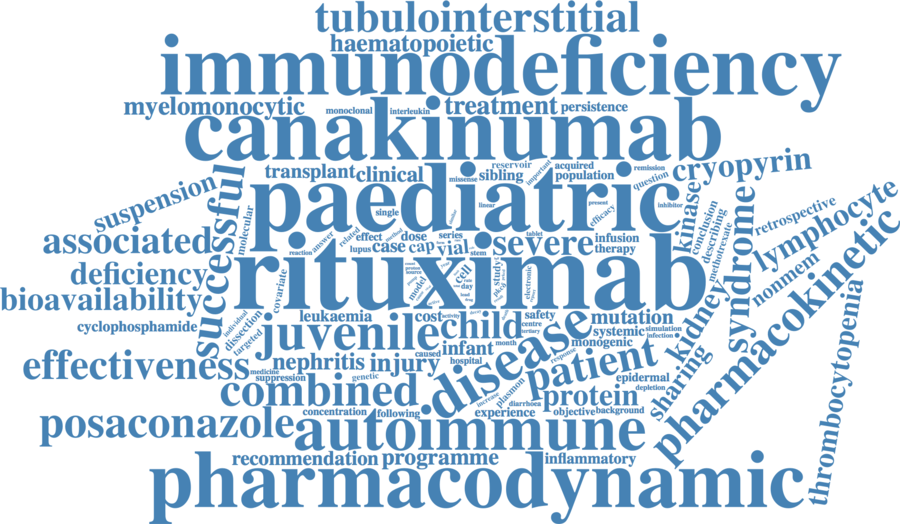 tubulointerstitial
haematopoietic
immunodeficiency
myelomonocytic
monoclonal
interleukin
treatment
persistence
canakinumab
transplant
clinical
missense
sibling
reservoir
important
acquired
population
remission
question
cryopyrin
suspension
successful
molecular
paediatric
single
linear
similar
present
efficacy
inhibitor
kinase
conclusion
describing
methotrexate
syndrome
retrospective
lymphocyte
associated
reaction
answer
related
lupus
effect
case
method
dose
cap
series
vial
stem
tablet
severe
infusion
therapy
deficiency
covariate
rituximab
model
source
cell
day
study
electronic
nonmem
pharmacokinetic
bioavailability
cyclophosphamide
individual
dissection
targeted
leukaemia
cost
activity
safety
centre
tertiary
mutation
systemic
simulation
infection
monogenic
kidney
juvenile
child
disease
effectiveness
medicine
suppression
nephritis
genetic
injury
caused
infant
month
hospital
response
patient
epidermal
depletion
sharing
thrombocytopenia
combined
increase
plasmon
diarrhoea
protein
concentration
following
experience
objective
background
posaconazole
autoimmune
recommendation
programme
inflammatory
pharmacodynamic